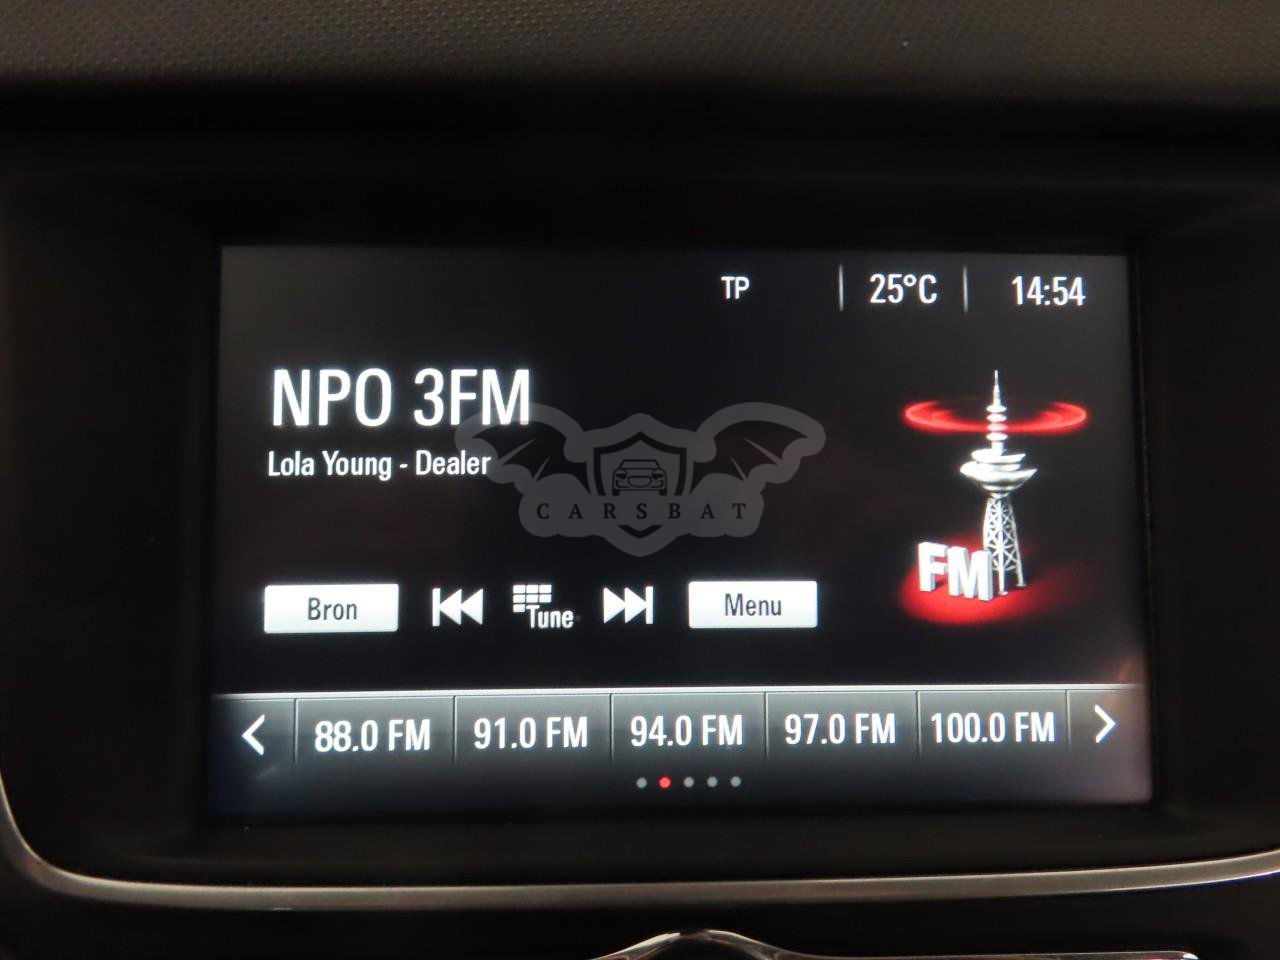 TP
25°C
14:54
NPO 3FM
Lola Young - Dealer
CARSBAT
FM
Bron
Tune
Menu
88.0 FM
91.0 FM
94.0 FM
97.0 FM
100.0 FM